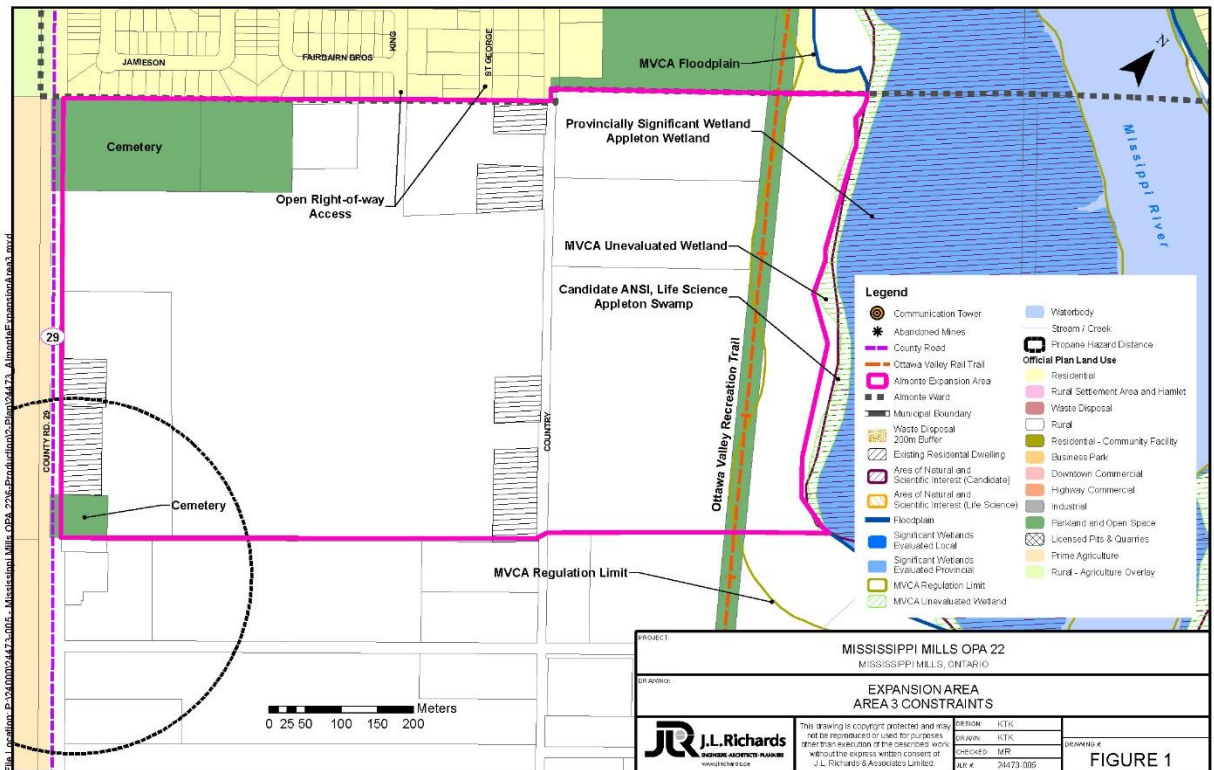 JAMIESON
FAIRBAIRN BROS
KING
ST GEORGE
MVCA Floodplain
N
Cemetery
Provincially Significant Wetland
Appleton Wetland
Mississippi River
Open Right-of-way
Access
MVCA Unevaluated Wetland
Candidate ANSI, Life Science
Appleton Swamp
29
COUNTY RD. 29
COUNTRY
Ottawa Valley Recreation Trail
Cemetery
MVCA Regulation Limit
Legend
Communication Tower
Abandoned Mines
County Road
Ottawa Valley Rail Trail
Almonte Expansion Area
Almonte Ward
Municipal Boundary
Waste Disposal
200m Buffer
Existing Residental Dwelling
Area of Natural and
Scientific Interest (Candidate)
Area of Natural and
Scientific Interest (Life Science)
Floodplain
Significant Wetlands
Evaluated Local
Significant Wetlands
Evaluated Provincial
MVCA Regulation Limit
MVCA Unevaluated Wetland
Waterbody
Stream / Creek
Propane Hazard Distance
Official Plan Land Use
Residential
Rural Settlement Area and Hamlet
Waste Disposal
Rural
Residential - Community Facility
Business Park
Downtown Commercial
Highway Commercial
Industrial
Parkland and Open Space
Licensed Pits & Quarries
Prime Agriculture
Rural - Agriculture Overlay
Meters
0 25 50 100 150 200
PROJECT:
MISSISSIPPI MILLS OPA 22
MISSISSIPPI MILLS, ONTARIO
DRAWING:
EXPANSION AREA
AREA 3 CONSTRAINTS
JLR J.L.Richards
ENGINEERS · ARCHITECTS · PLANNERS
www.jlrichards.ca
This drawing is copyright protected and may
not be reproduced or used for purposes
other than execution of the described work
without the express written consent of
J.L. Richards & Associates Limited.
DESIGN: KTK
DRAWN: KTK
CHECKED: MR
JLR #: 24473-005
DRAWING #:
FIGURE 1